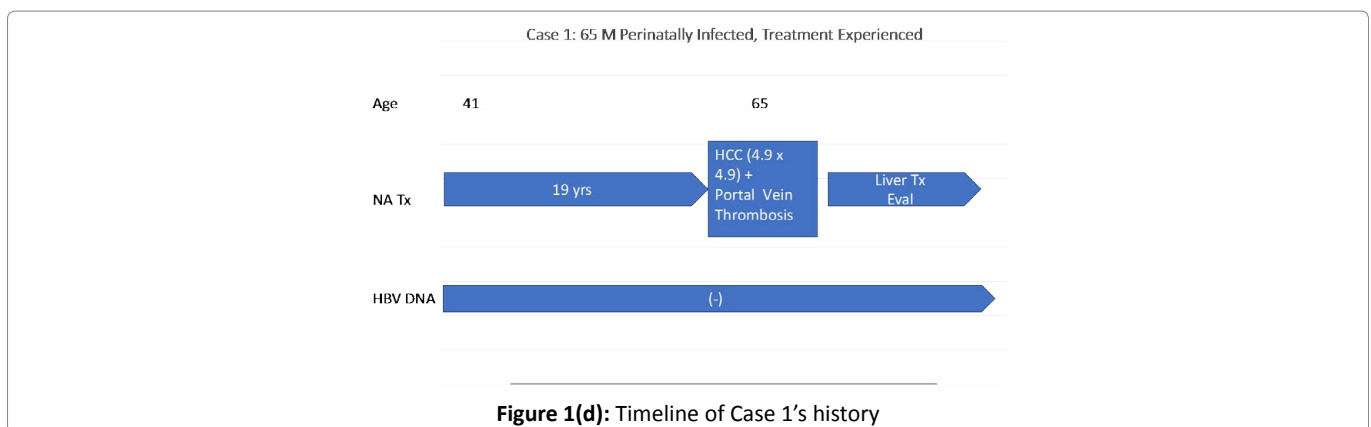 Case 1: 65 M Perinatally Infected, Treatment Experienced
Age 41 65
NA Tx
19 yrs
HCC (4.9 x
4.9) +
Portal Vein
Thrombosis
Liver Tx
Eval
HBV DNA (-)
Figure 1(d): Timeline of Case 1’s history